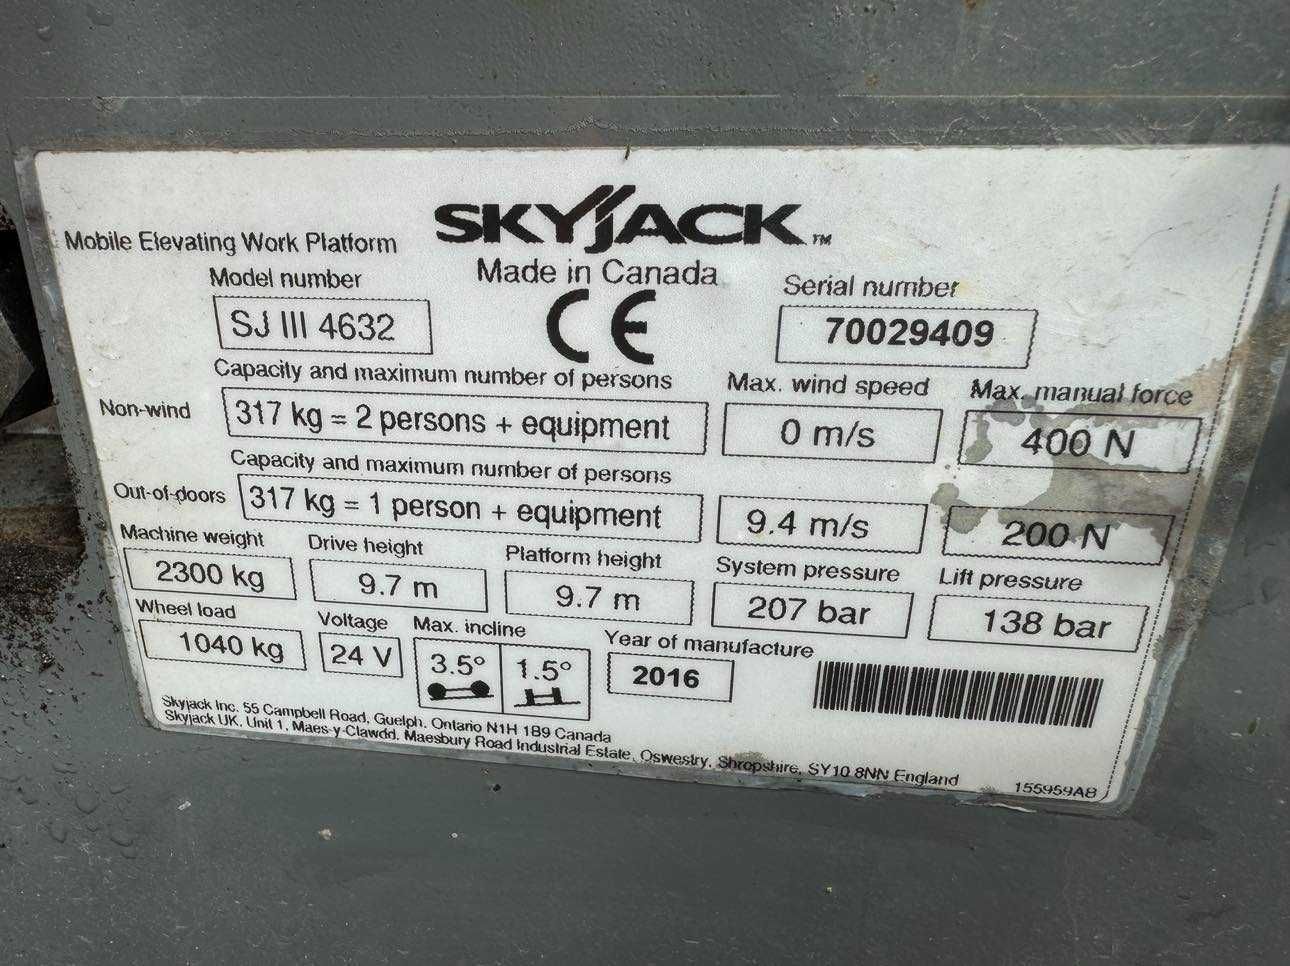 SKYJACK™
Mobile Elevating Work Platform
Made in Canada
Model number
Serial number
SJ III 4632
CE
70029409
Capacity and maximum number of persons
Max. wind speed
Max. manual force
Non-wind
317 kg = 2 persons + equipment
0 m/s
400 N
Capacity and maximum number of persons
Out-of-doors
317 kg = 1 person + equipment
9.4 m/s
200 N
Machine weight
Drive height
Platform height
System pressure
Lift pressure
2300 kg
9.7 m
9.7 m
207 bar
138 bar
Wheel load
Voltage
Max. incline
Year of manufacture
1040 kg
24 V
3.5°
1.5°
2016
Skyjack Inc. 55 Campbell Road, Guelph, Ontario N1H 1B9 Canada
Skyjack UK, Unit 1, Maes-y-Clawdd, Maesbury Road Industrial Estate, Oswestry, Shropshire, SY10 8NN England
155959AB